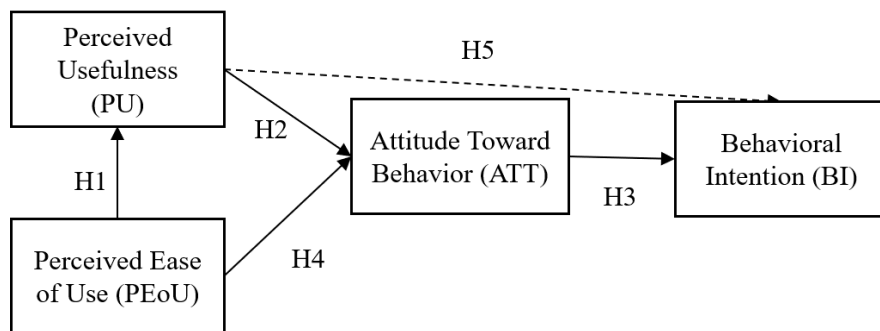 Perceived
Usefulness
(PU)
H5
H2
Attitude Toward
Behavior (ATT)
Behavioral
Intention (BI)
H1
H3
H4
Perceived Ease
of Use (PEoU)